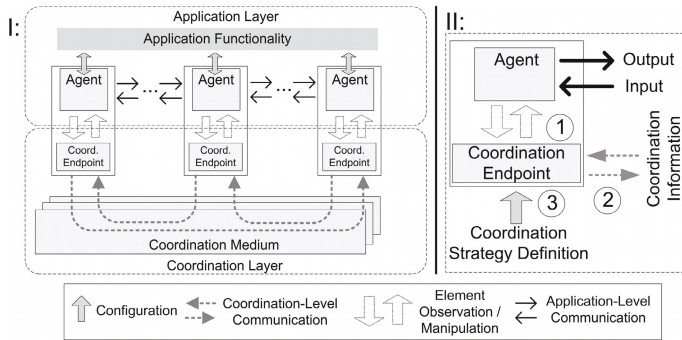 I:
Application Layer
Application Functionality
Agent
...
Agent
...
Agent
Coord.
Endpoint
Coord.
Endpoint
Coord.
Endpoint
Coordination Medium
Coordination Layer
II:
Agent
Output
Input
1
Coordination
Endpoint
2
Coordination
Information
3
Coordination
Strategy Definition
Configuration
Coordination-Level
Communication
Element
Observation /
Manipulation
Application-Level
Communication